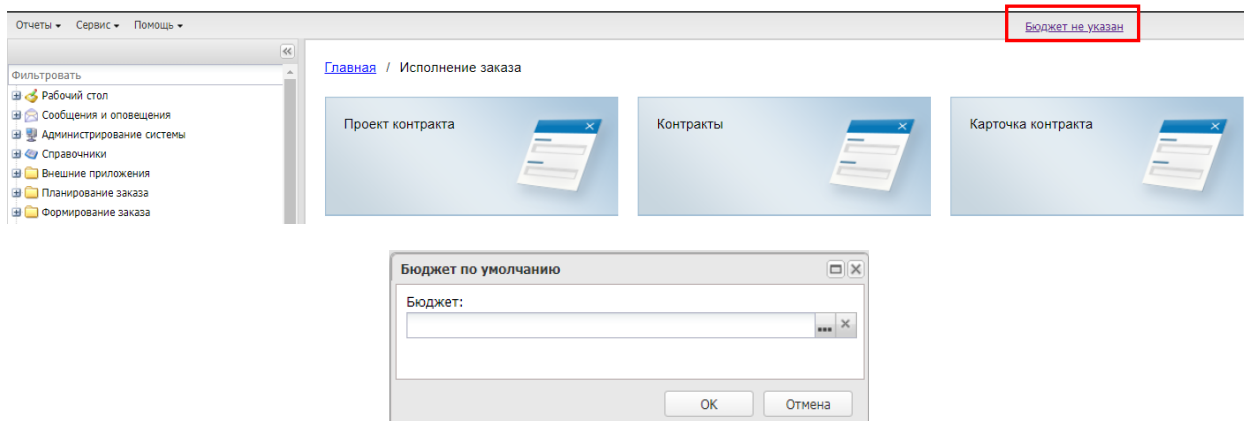 Отчеты Сервис Помощь Бюджет не указан
Фильтровать
Рабочий стол
Сообщения и оповещения
Администрирование системы
Справочники
Внешние приложения
Планирование заказа
Формирование заказа
Главная / Исполнение заказа
Проект контракта
Контракты
Карточка контракта
Бюджет по умолчанию
Бюджет:
ОК Отмена